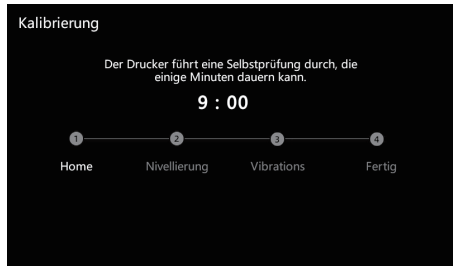 Kalibrierung
Der Drucker führt eine Selbstprüfung durch, die
einige Minuten dauern kann.
9 : 00
1 2 3 4
Home Nivellierung Vibrations Fertig